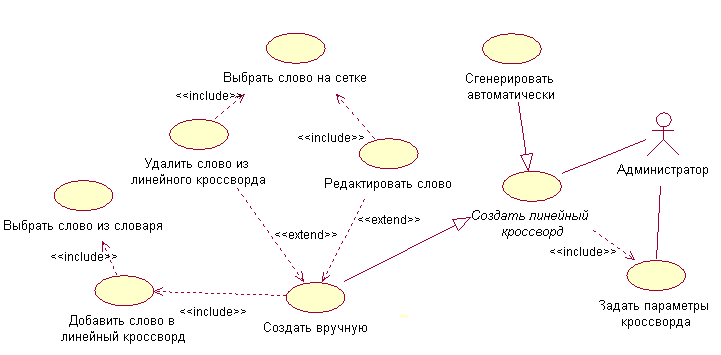 Выбрать слово на сетке
Сгенерировать
автоматически
<<include>>
<<include>>
Удалить слово из
линейного кроссворда
Редактировать слово
Администратор
Выбрать слово из словаря
<<extend>>
<<extend>>
Создать линейный
кроссворд
<<include>>
<<include>>
<<include>>
Добавить слово в
линейный кроссворд
Создать вручную
Задать параметры
кроссворда